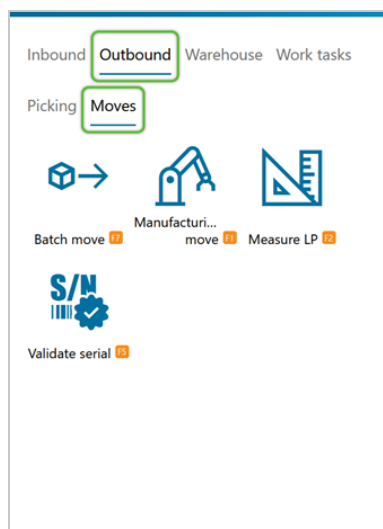 Inbound Outbound Warehouse Work tasks
Picking Moves
Batch move F7
Manufacturi...
move F1
Measure LP F2
S/N
Validate serial F5